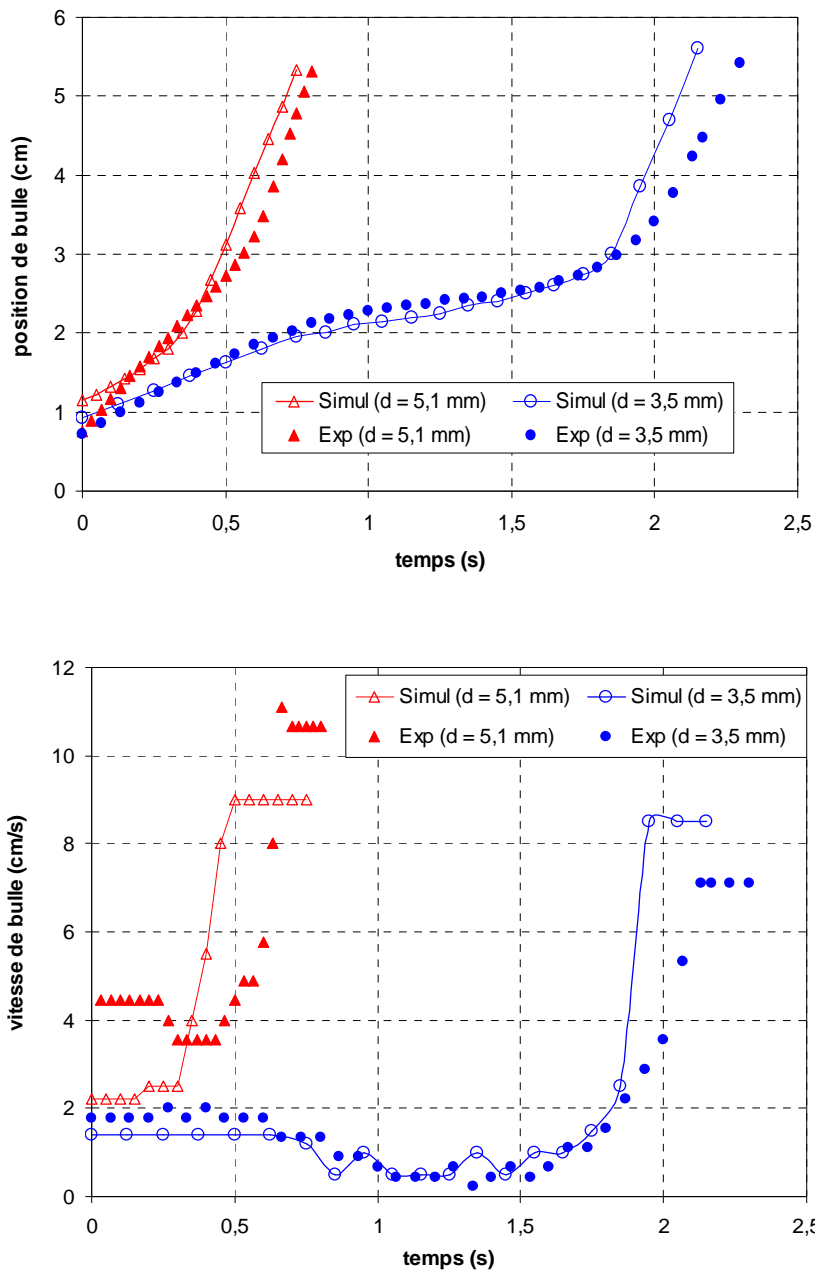 6
5
4
3
2
1
0
position de bulle (cm)
Simul (d = 5,1 mm) Simul (d = 3,5 mm)
Exp (d = 5,1 mm) Exp (d = 3,5 mm)
0 0,5 1 1,5 2 2,5
temps (s)
12
10
8
6
4
2
0
vitesse de bulle (cm/s)
Simul (d = 5,1 mm) Simul (d = 3,5 mm)
Exp (d = 5,1 mm) Exp (d = 3,5 mm)
0 0,5 1 1,5 2 2,5
temps (s)